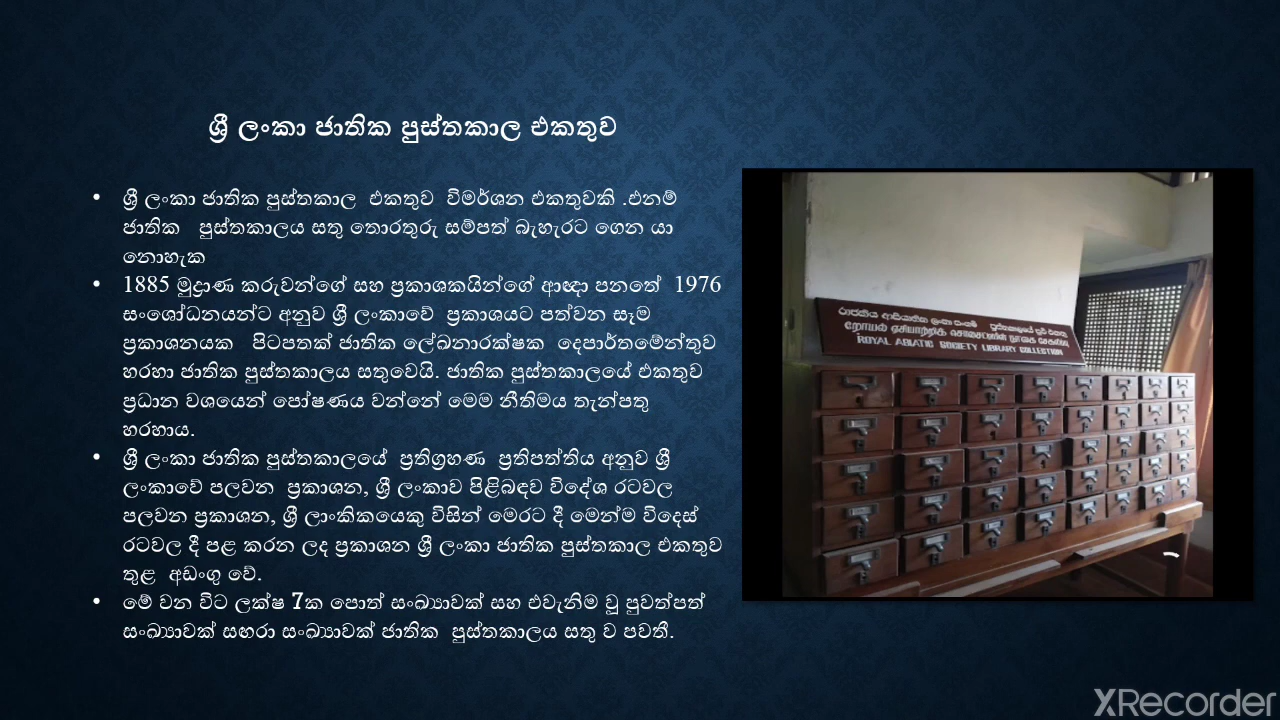 ශ්‍රී ලංකා ජාතික පුස්තකාල එකතුව
• ශ්‍රී ලංකා ජාතික පුස්තකාල එකතුව විමර්ශන එකතුවකි .එනම්
ජාතික පුස්තකාලය සතු තොරතුරු සම්පත් බැහැරට ගෙන යා
නොහැක
• 1885 මුද්‍රාණ කරුවන්ගේ සහ ප්‍රකාශකයින්ගේ ආඥා පනතේ 1976
සංශෝධනයන්ට අනුව ශ්‍රී ලංකාවේ ප්‍රකාශයට පත්වන සෑම
ප්‍රකාශනයක පිටපතක් ජාතික ලේඛනාරක්ෂක දෙපාර්තමේන්තුව
හරහා ජාතික පුස්තකාලය සතුවෙයි. ජාතික පුස්තකාලයේ එකතුව
ප්‍රධාන වශයෙන් පෝෂණය වන්නේ මෙම නීතිමය තැන්පතු
හරහාය.
• ශ්‍රී ලංකා ජාතික පුස්තකාලයේ ප්‍රතිග්‍රහණ ප්‍රතිපත්තිය අනුව ශ්‍රී
ලංකාවේ පලවන ප්‍රකාශන, ශ්‍රී ලංකාව පිළිබඳව විදේශ රටවල
පලවන ප්‍රකාශන, ශ්‍රී ලාංකිකයෙකු විසින් මෙරට දී මෙන්ම විදෙස්
රටවල දී පළ කරන ලද ප්‍රකාශන ශ්‍රී ලංකා ජාතික පුස්තකාල එකතුව
තුළ අඩංගු වේ.
• මේ වන විට ලක්ෂ 7ක පොත් සංඛ්‍යාවක් සහ එවැනිම වූ පුවත්පත්
සංඛ්‍යාවක් සඟරා සංඛ්‍යාවක් ජාතික පුස්තකාලය සතු ව පවතී.
රාජකීය ආසියාතික ලංකා සංගම්
ROYAL ASIATIC SOCIETY LIBRARY COLLECTION
XRecorder